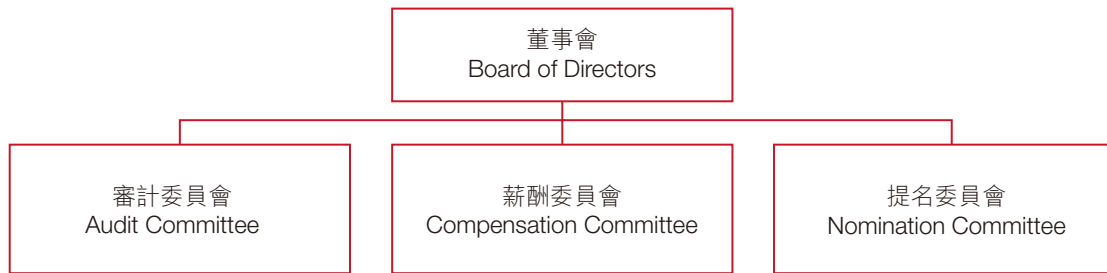 董事會
Board of Directors
審計委員會
Audit Committee
薪酬委員會
Compensation Committee
提名委員會
Nomination Committee